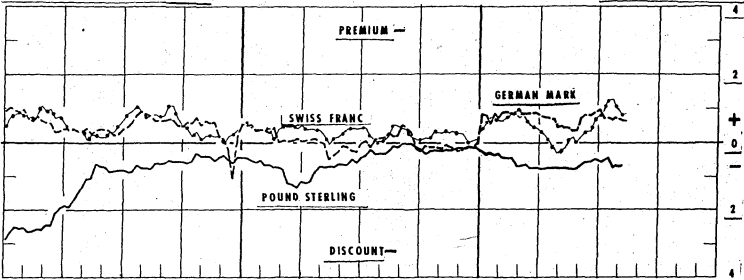 4
PREMIUM —
2
GERMAN MARK
SWISS FRANC
+
0
—
POUND STERLING
2
DISCOUNT —
4